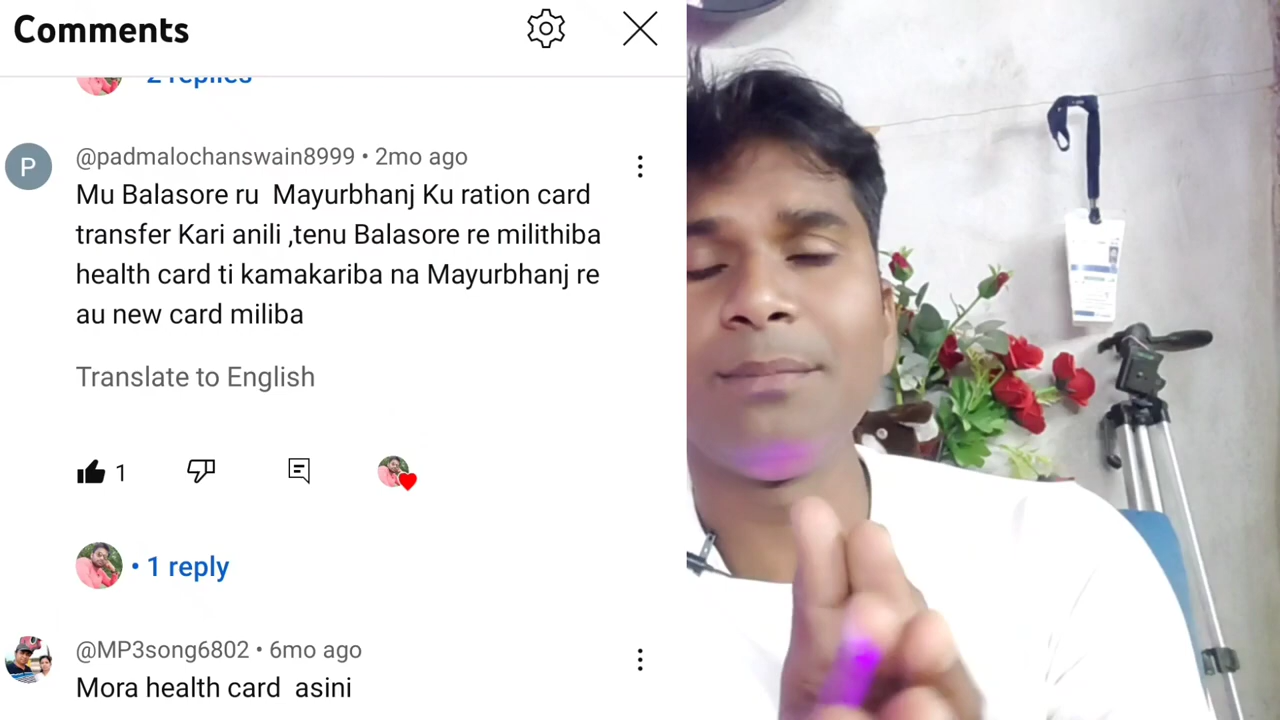 Comments
2 replies
P
@padmalochanswain8999 • 2mo ago
Mu Balasore ru Mayurbhanj Ku ration card
transfer Kari anili ,tenu Balasore re milithiba
health card ti kamakariba na Mayurbhanj re
au new card miliba
Translate to English
1
• 1 reply
@MP3song6802 • 6mo ago
Mora health card asini